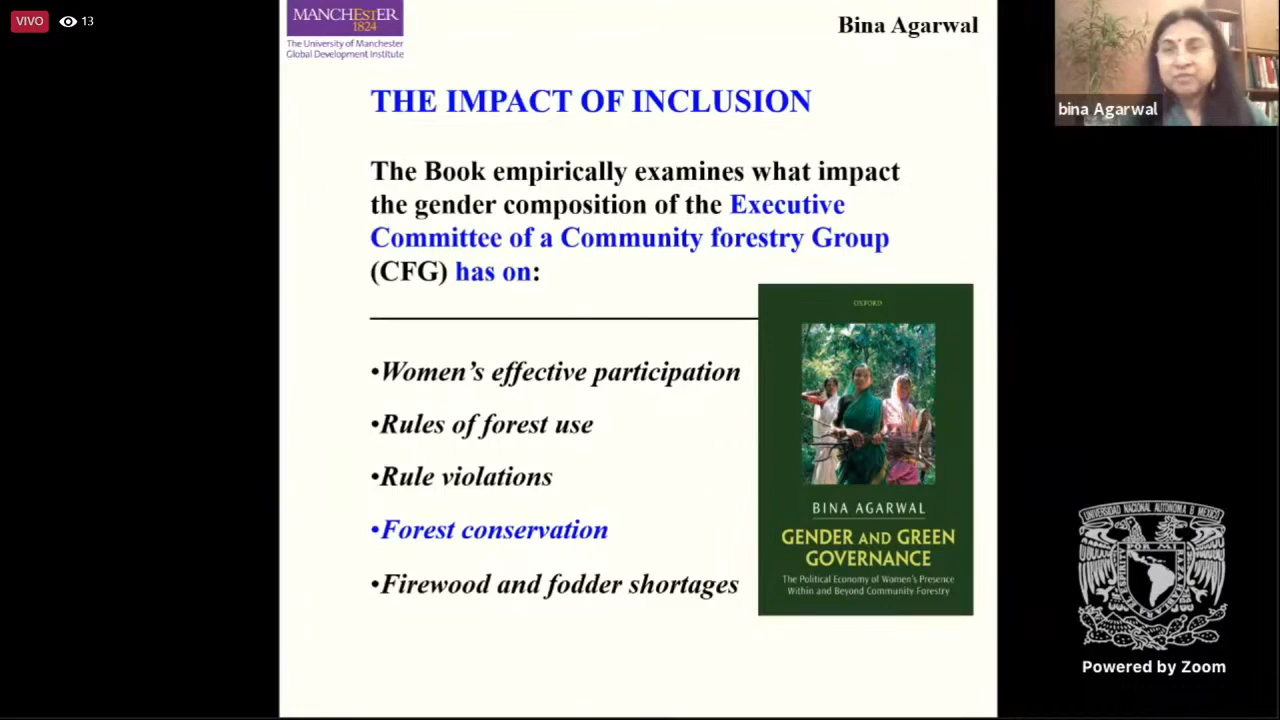 VIVO 13
MANCHESTER
1824
The University of Manchester
Global Development Institute
Bina Agarwal
bina Agarwal
THE IMPACT OF INCLUSION
The Book empirically examines what impact
the gender composition of the Executive
Committee of a Community forestry Group
(CFG) has on:
•Women's effective participation
•Rules of forest use
•Rule violations
•Forest conservation
•Firewood and fodder shortages
OXFORD
BINA AGARWAL
GENDER AND GREEN
GOVERNANCE
The Political Economy of Women's Presence
Within and Beyond Community Forestry
UNIVERSIDAD NACIONAL AUTONOMA DE MEXICO
Powered by Zoom